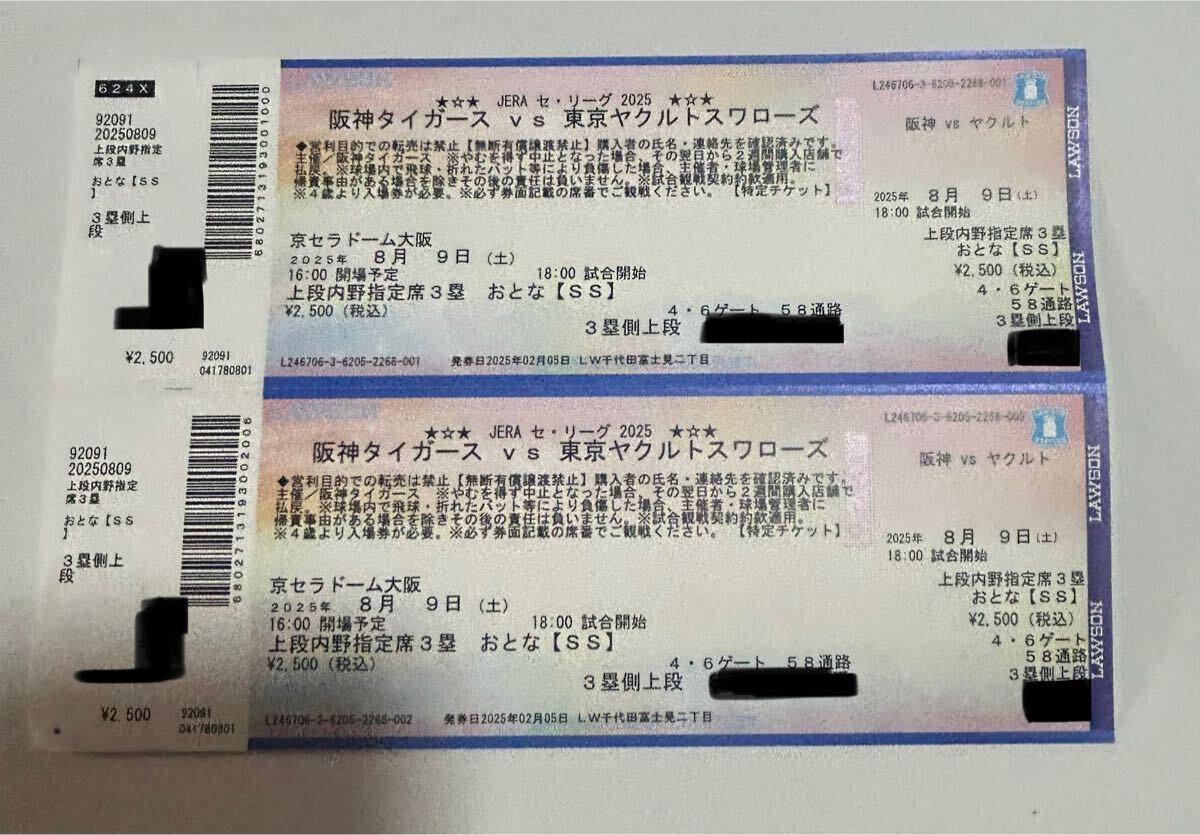 624X
92091
20250809
上段内野指定
席3塁
おとな【SS
】
3塁側上
段
¥2,500
92091
041780801
6802713193001000
★☆★ JERA セ・リーグ 2025 ★☆★
阪神タイガース vs 東京ヤクルトスワローズ
◆営利目的での転売は禁止【無断有償譲渡禁止】購入者の氏名・連絡先を確認済みです。
主催/阪神タイガース ※やむを得ず中止となった場合、その翌日から2週間購入店舗で
払戻。※球場内で飛球・折れたバット等により負傷した場合、主催者・球場管理者に
帰責事由がある場合を除きその後の責任は負いません。※試合観戦契約約款適用。
※4歳より入場券が必要。※必ず券面記載の席番でご観戦ください。【特定チケット】
京セラドーム大阪
2025年 8月 9日(土)
16:00 開場予定 18:00 試合開始
上段内野指定席3塁 おとな【SS】
¥2,500(税込)
4・6ゲート 58通路
3塁側上段
L246706-3-6205-2268-001 発券日2025年02月05日 LW千代田富士見二丁目
L246706-3-6205-2268-001
阪神 vs ヤクルト
2025年 8月 9日(土)
18:00 試合開始
上段内野指定席3塁
おとな【SS】
¥2,500(税込)
4・6ゲート
58通路
3塁側上段
LAWSON
LAWSON
92091
20250809
上段内野指定
席3塁
おとな【SS
】
3塁側上
段
¥2,500
92091
041780801
6802713193002006
★☆★ JERA セ・リーグ 2025 ★☆★
阪神タイガース vs 東京ヤクルトスワローズ
◆営利目的での転売は禁止【無断有償譲渡禁止】購入者の氏名・連絡先を確認済みです。
主催/阪神タイガース ※やむを得ず中止となった場合、その翌日から2週間購入店舗で
払戻。※球場内で飛球・折れたバット等により負傷した場合、主催者・球場管理者に
帰責事由がある場合を除きその後の責任は負いません。※試合観戦契約約款適用。
※4歳より入場券が必要。※必ず券面記載の席番でご観戦ください。【特定チケット】
京セラドーム大阪
2025年 8月 9日(土)
16:00 開場予定 18:00 試合開始
上段内野指定席3塁 おとな【SS】
¥2,500(税込)
4・6ゲート 58通路
3塁側上段
L246706-3-6205-2268-002 発券日2025年02月05日 LW千代田富士見二丁目
阪神 vs ヤクルト
2025年 8月 9日(土)
18:00 試合開始
上段内野指定席3塁
おとな【SS】
¥2,500(税込)
4・6ゲート
58通路
3塁側上段
LAWSON
LAWSON